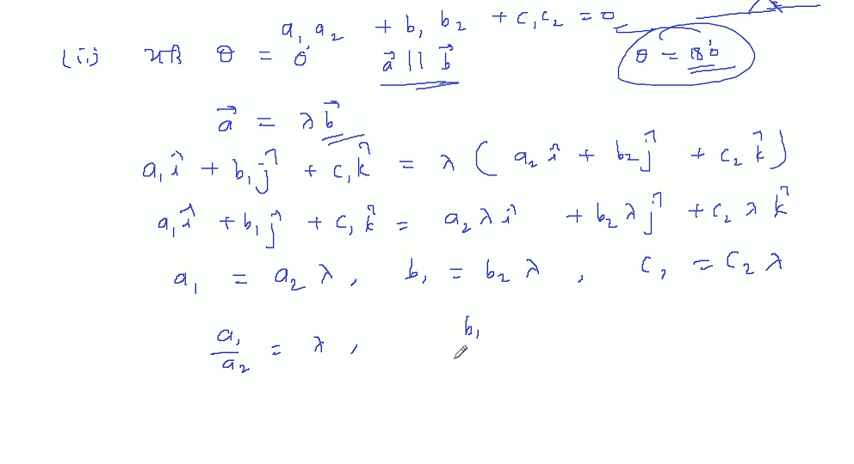 a₁a₂ + b₁b₂ + c₁c₂ = 0
(ii) यदि θ = 0° a⃗ || b⃗ θ = 180°
a⃗ = λb⃗
a₁î + b₁ĵ + c₁k̂ = λ(a₂î + b₂ĵ + c₂k̂)
a₁î + b₁ĵ + c₁k̂ = a₂λî + b₂λĵ + c₂λk̂
a₁ = a₂λ, b₁ = b₂λ, c₁ = c₂λ
a₁/a₂ = λ, b₁